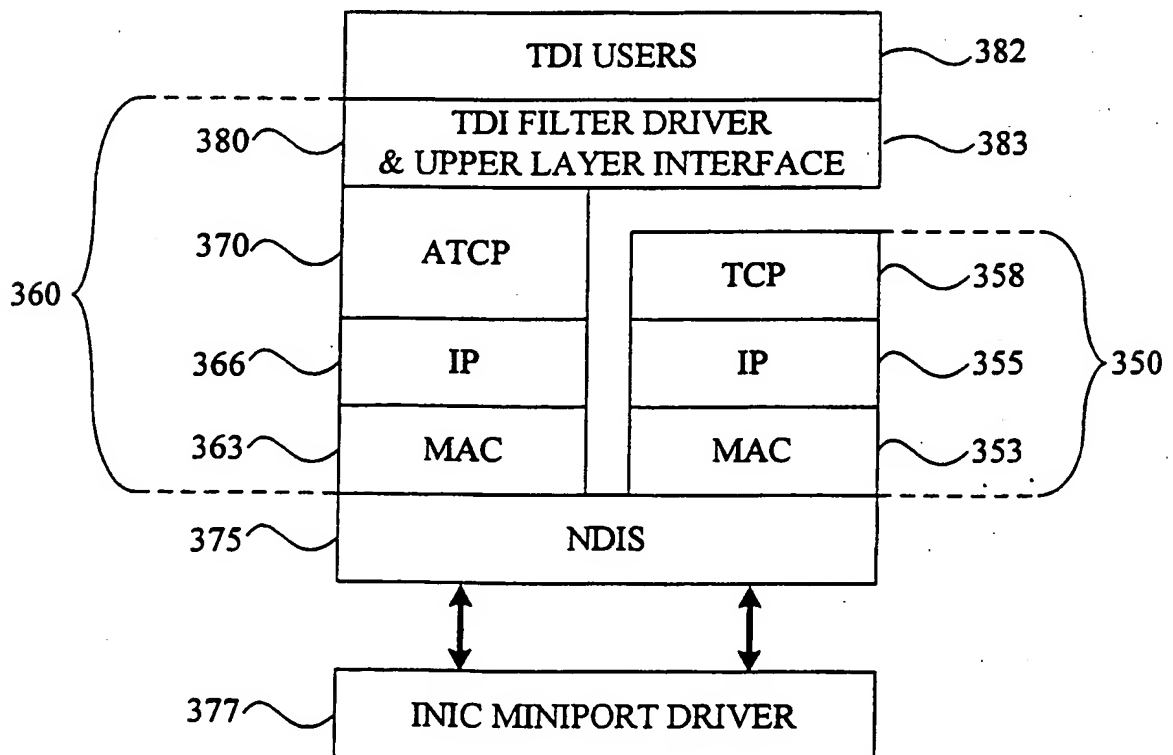 TDI USERS
382
380
TDI FILTER DRIVER
& UPPER LAYER INTERFACE
383
370
ATCP
TCP
358
360
366
IP
IP
355
350
363
MAC
MAC
353
375
NDIS
377
INIC MINIPORT DRIVER